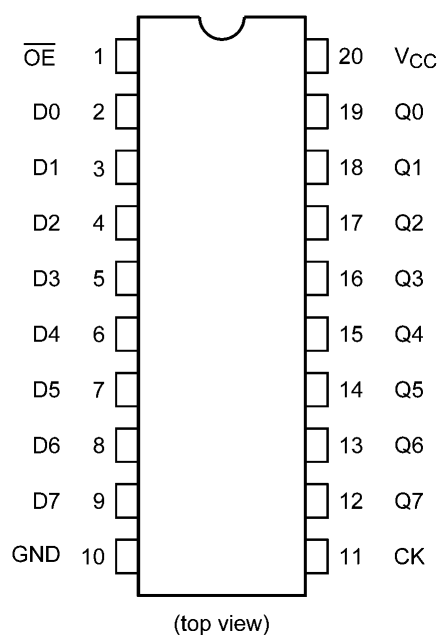 O̅E̅ 1 20 VCC
D0 2 19 Q0
D1 3 18 Q1
D2 4 17 Q2
D3 5 16 Q3
D4 6 15 Q4
D5 7 14 Q5
D6 8 13 Q6
D7 9 12 Q7
GND 10 11 CK
(top view)